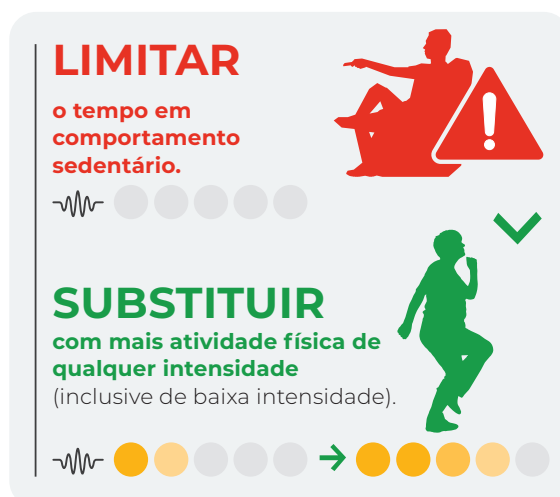 LIMITAR
o tempo em
comportamento
sedentário.
SUBSTITUIR
com mais atividade física de
qualquer intensidade
(inclusive de baixa intensidade).